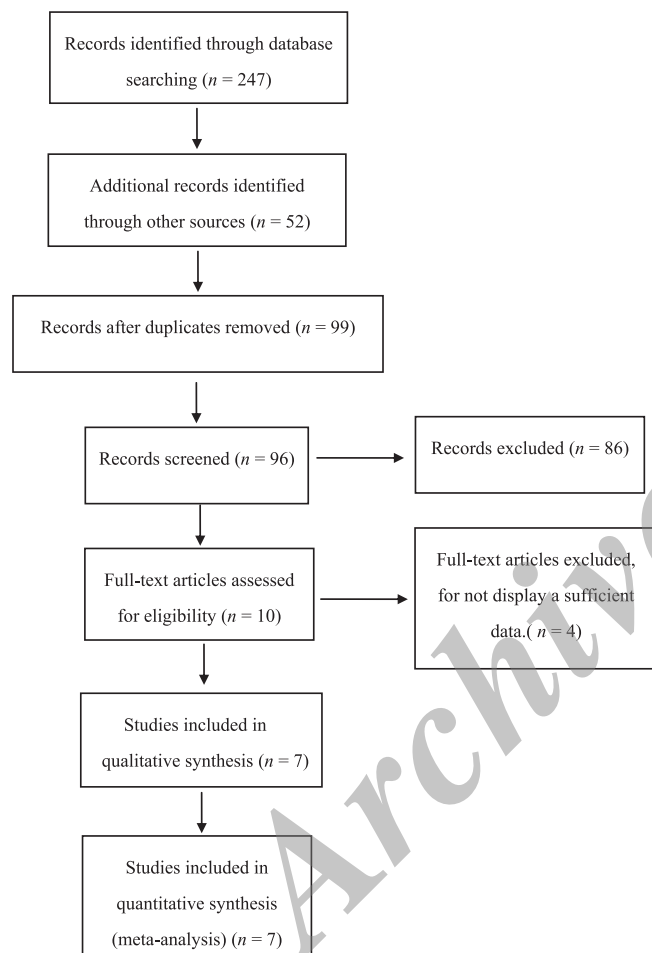 Records identified through database
searching (n = 247)
Additional records identified
through other sources (n = 52)
Records after duplicates removed (n = 99)
Records screened (n = 96)
Records excluded (n = 86)
Full-text articles assessed
for eligibility (n = 10)
Full-text articles excluded,
for not display a sufficient
data.( n = 4)
Studies included in
qualitative synthesis (n = 7)
Studies included in
quantitative synthesis
(meta-analysis) (n = 7)
Archive